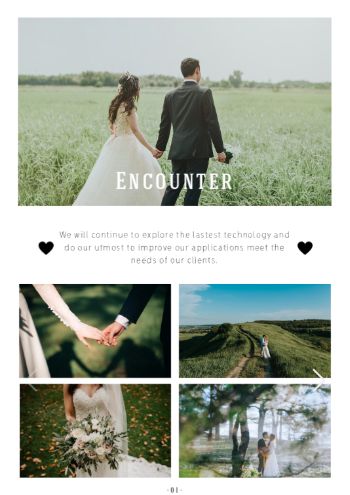 ENCOUNTER
We will continue to explore the lastest technology and
do our utmost to improve our applications meet the
needs of our clients.
-01-